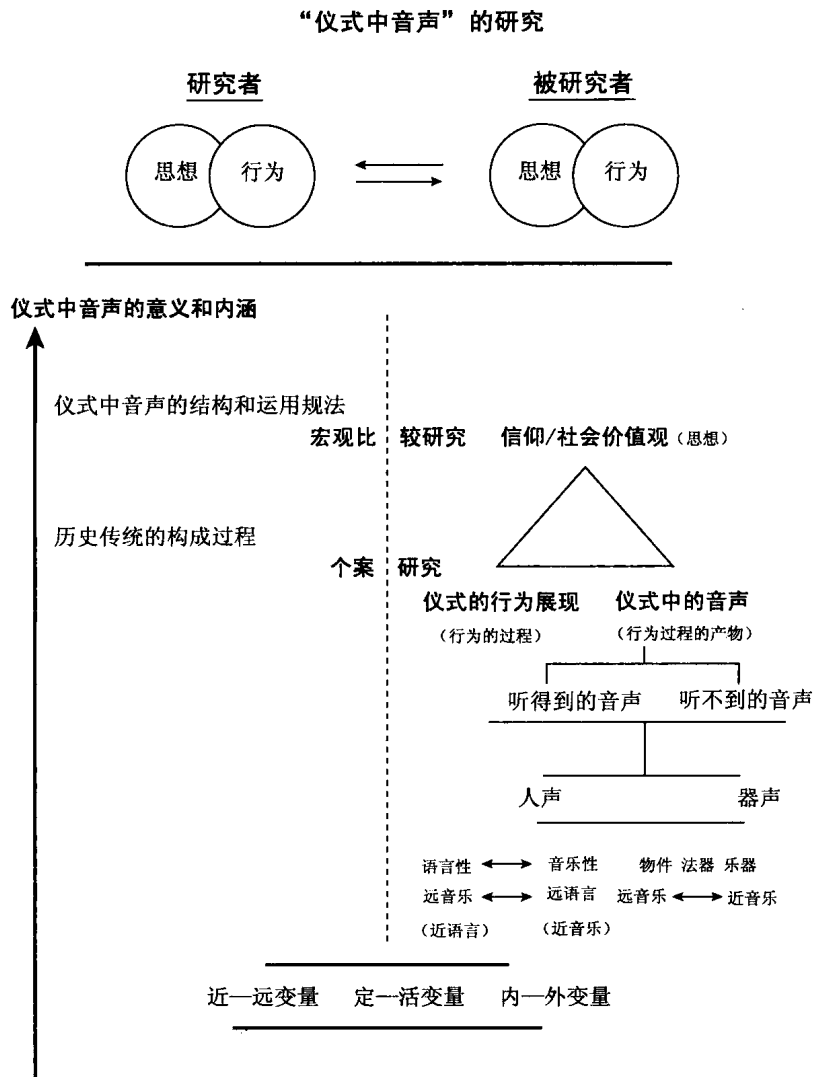 “仪式中音声”的研究
研究者 被研究者
思想 行为 思想 行为
仪式中音声的意义和内涵
仪式中音声的结构和运用规法
宏观比较研究 信仰/社会价值观(思想)
历史传统的构成过程
个案研究
仪式的行为展现 仪式中的音声
(行为的过程) (行为过程的产物)
听得到的音声 听不到的音声
人声 器声
语言性 音乐性 物件 法器 乐器
远音乐 远语言 远音乐 近音乐
(近语言) (近音乐)
近—远变量 定—活变量 内—外变量